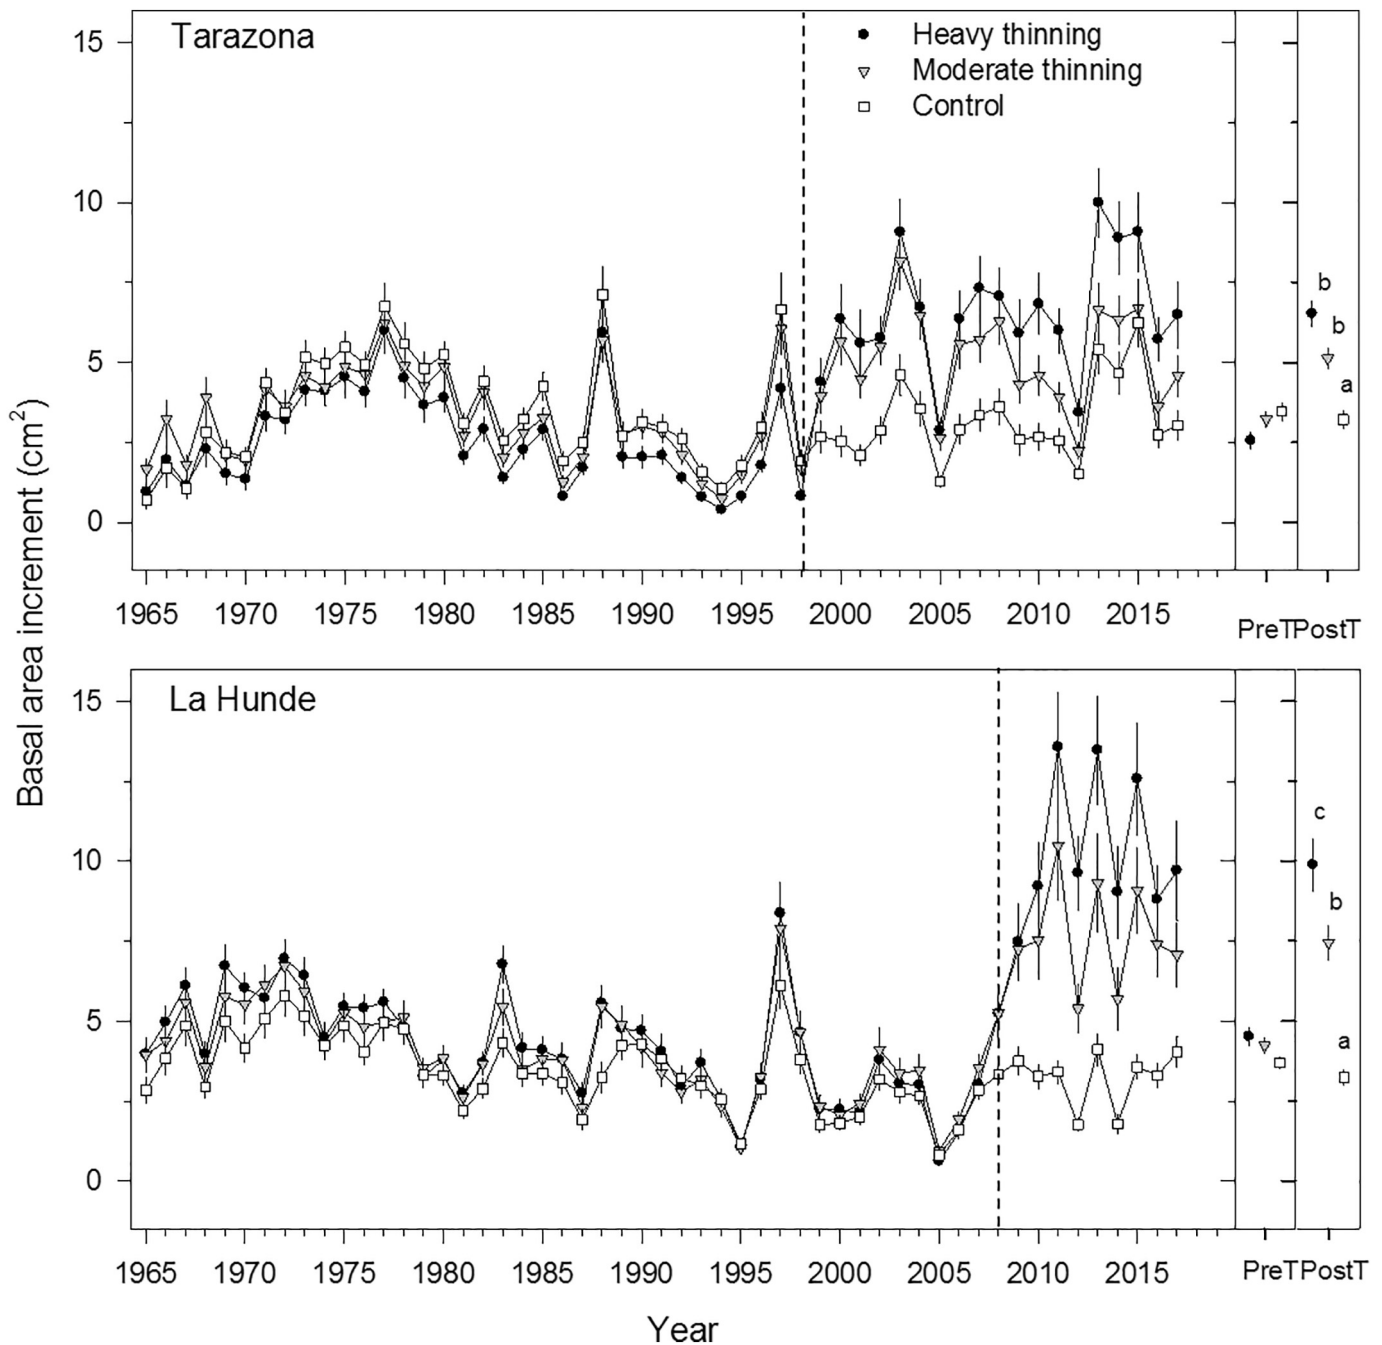 Tarazona
Heavy thinning
Moderate thinning
Control
15
10
5
0
b
b
a
1965 1970 1975 1980 1985 1990 1995 2000 2005 2010 2015
PreT PostT
Basal area increment (cm²)
La Hunde
15
10
5
0
c
b
a
1965 1970 1975 1980 1985 1990 1995 2000 2005 2010 2015
PreT PostT
Year